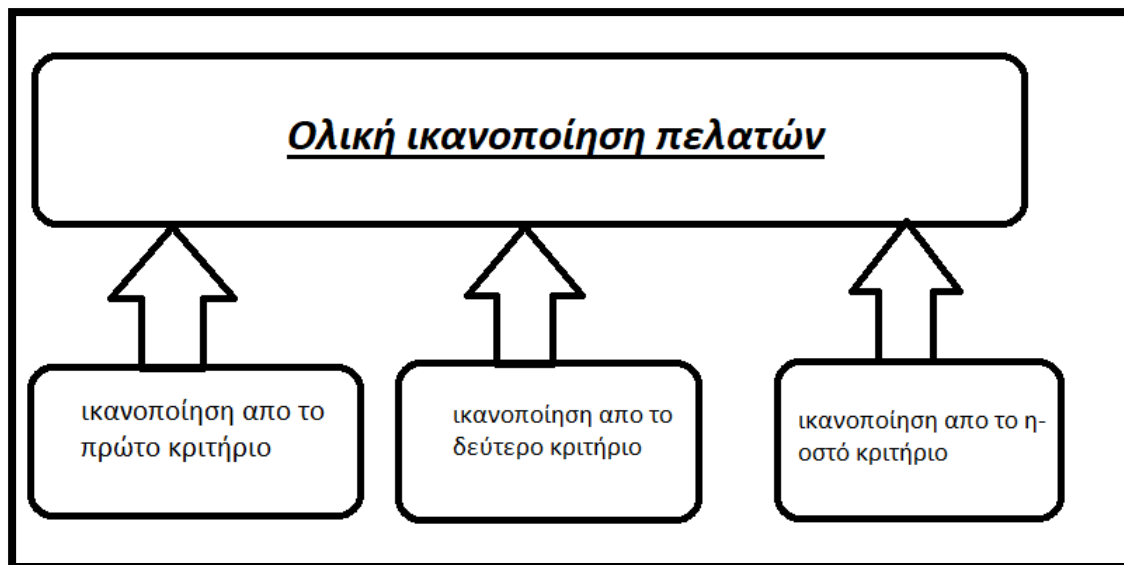 Ολική ικανοποίηση πελατών
ικανοποίηση απο το
πρώτο κριτήριο
ικανοποίηση απο το
δεύτερο κριτήριο
ικανοποίηση απο το η-
οστό κριτήριο